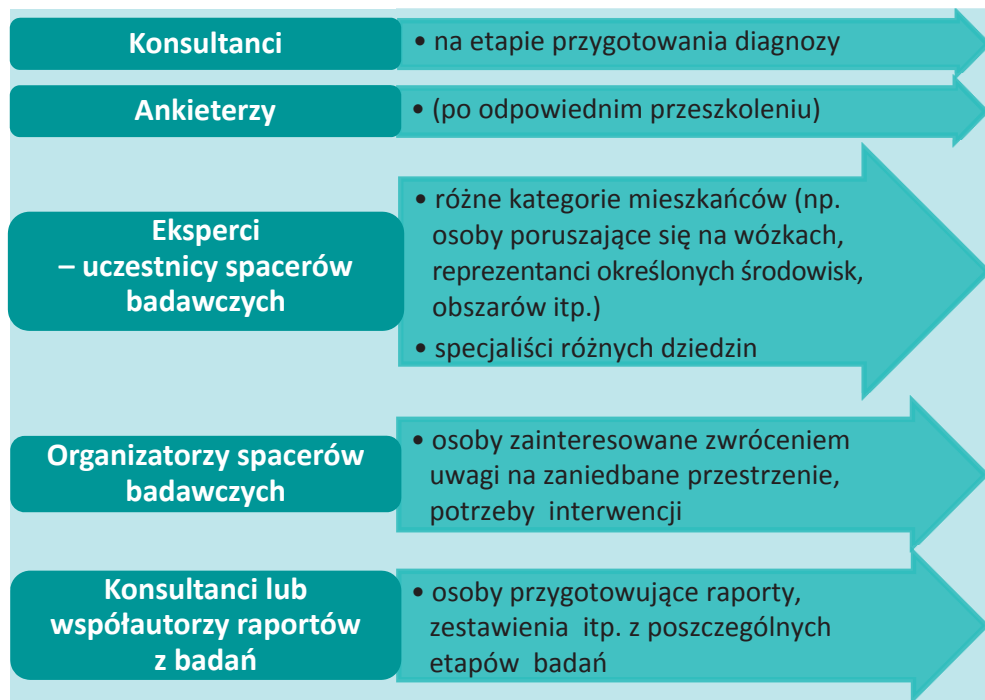 Konsultanci
• na etapie przygotowania diagnozy
Ankieterzy
• (po odpowiednim przeszkoleniu)
Eksperci
– uczestnicy spacerów
badawczych
• różne kategorie mieszkańców (np.
osoby poruszające się na wózkach,
reprezentanci określonych środowisk,
obszarów itp.)
• specjaliści różnych dziedzin
Organizatorzy spacerów
badawczych
• osoby zainteresowane zwróceniem
uwagi na zaniedbane przestrzenie,
potrzeby interwencji
Konsultanci lub
współautorzy raportów
z badań
• osoby przygotowujące raporty,
zestawienia itp. z poszczególnych
etapów badań